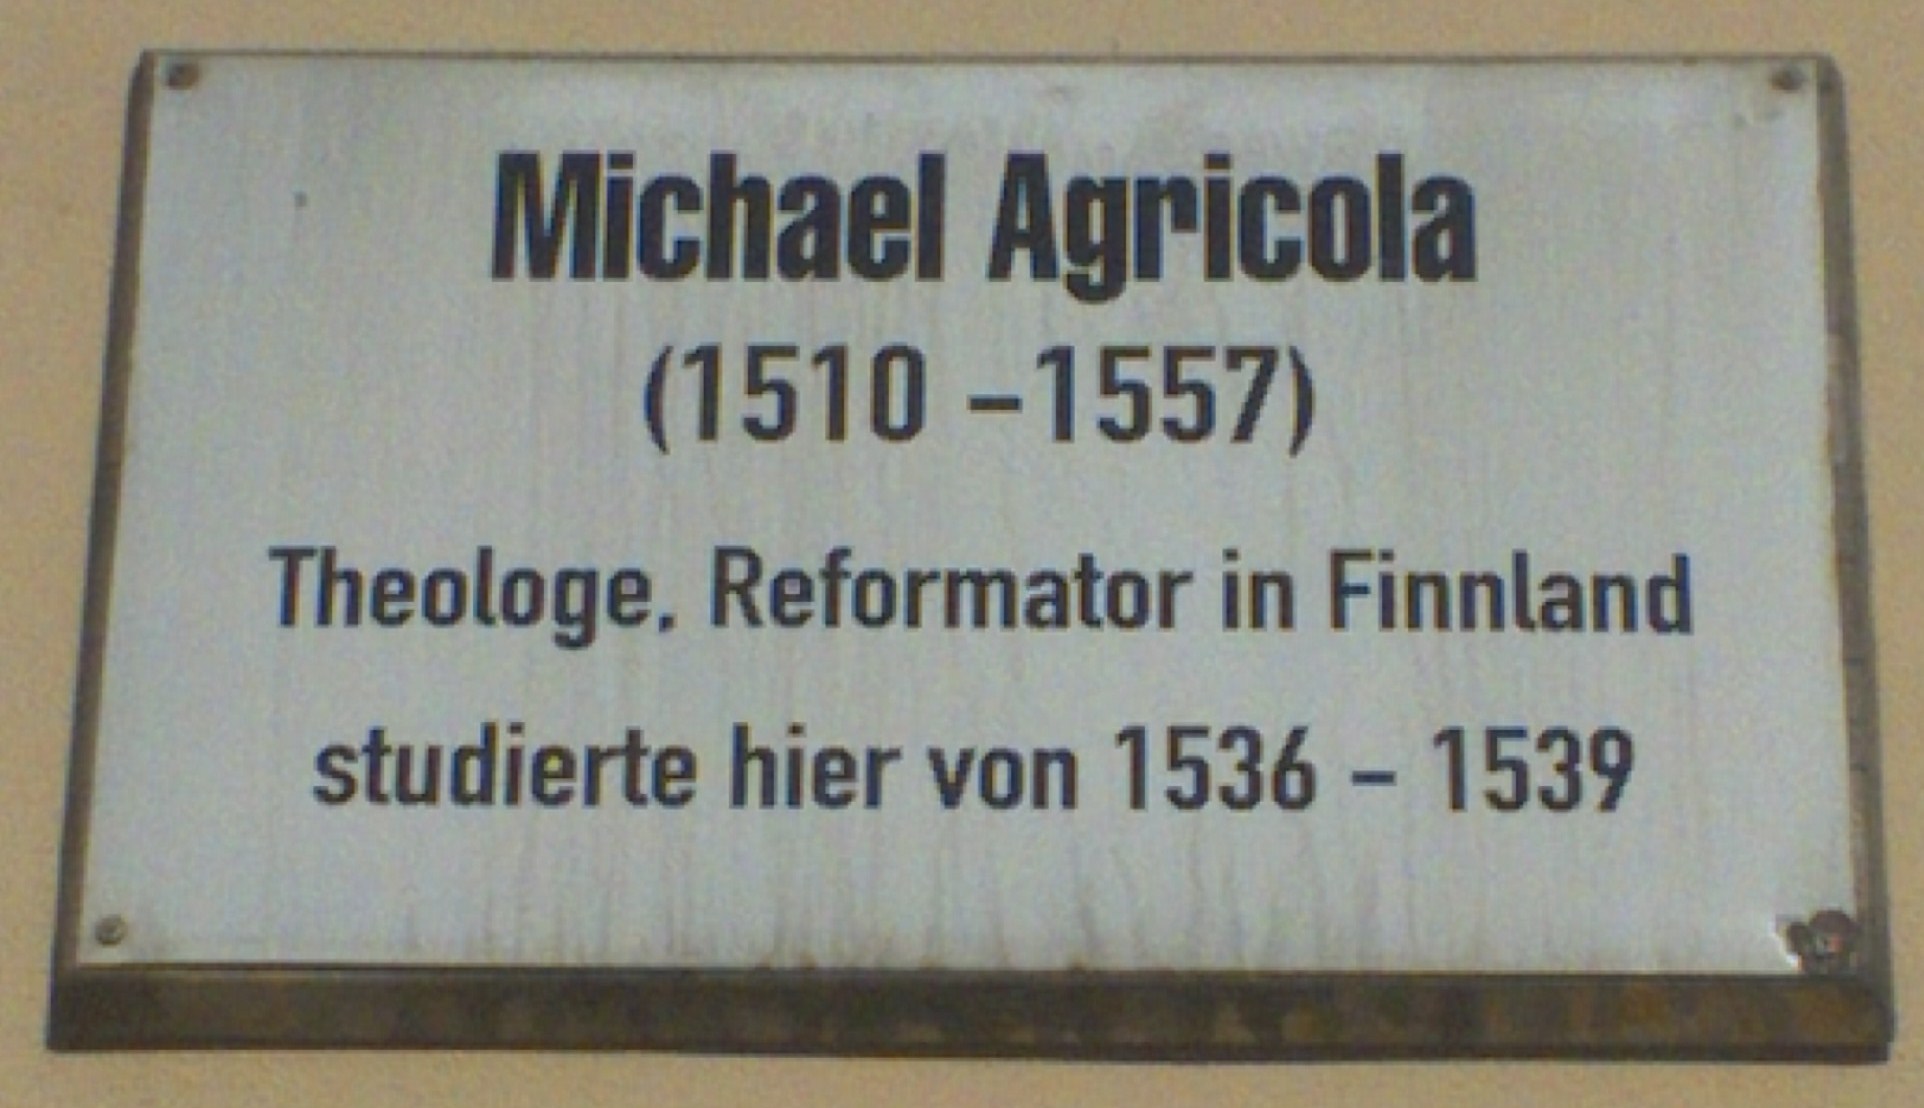 Michael Agricola
(1510 –1557)
Theologe, Reformator in Finnland
studierte hier von 1536 – 1539